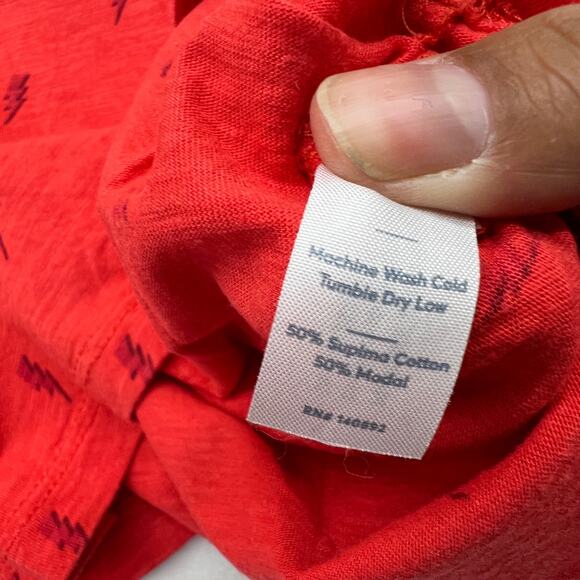 Machine Wash Cold
Tumble Dry Low
50% Supima Cotton
50% Modal
RN# 140892